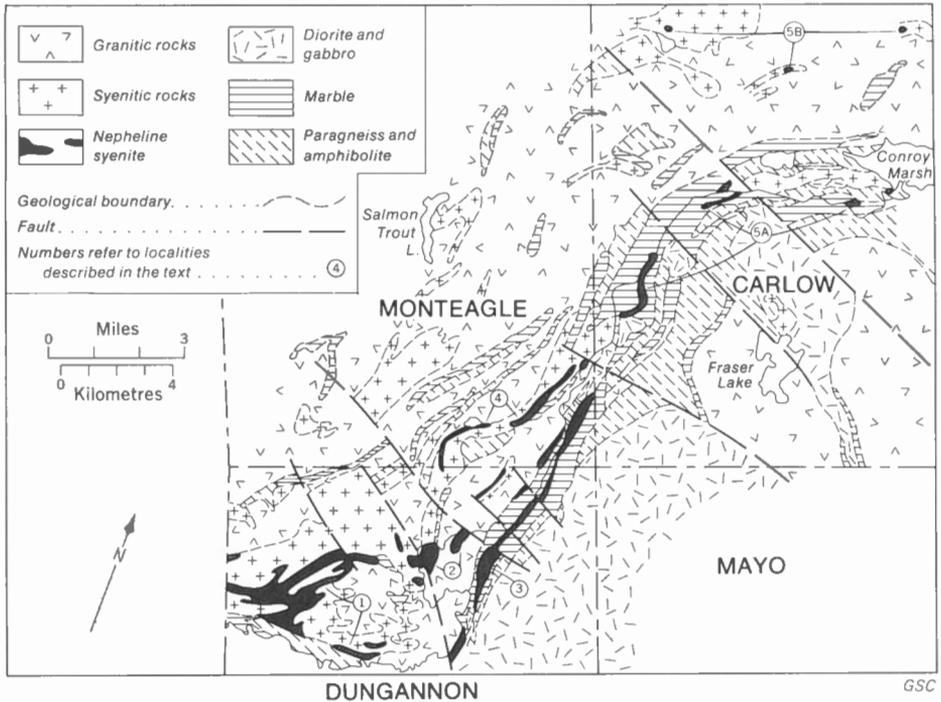 Granitic rocks
Diorite and
gabbro
Syenitic rocks
Marble
Nepheline
syenite
Paragneiss and
amphibolite
Geological boundary
Fault
Numbers refer to localities
described in the text
4
Miles
0 3
0 4
Kilometres
N
5B
Conroy
Marsh
Salmon
Trout
L.
5A
MONTEAGLE
CARLOW
Fraser
Lake
4
MAYO
2
3
1
DUNGANNON
GSC